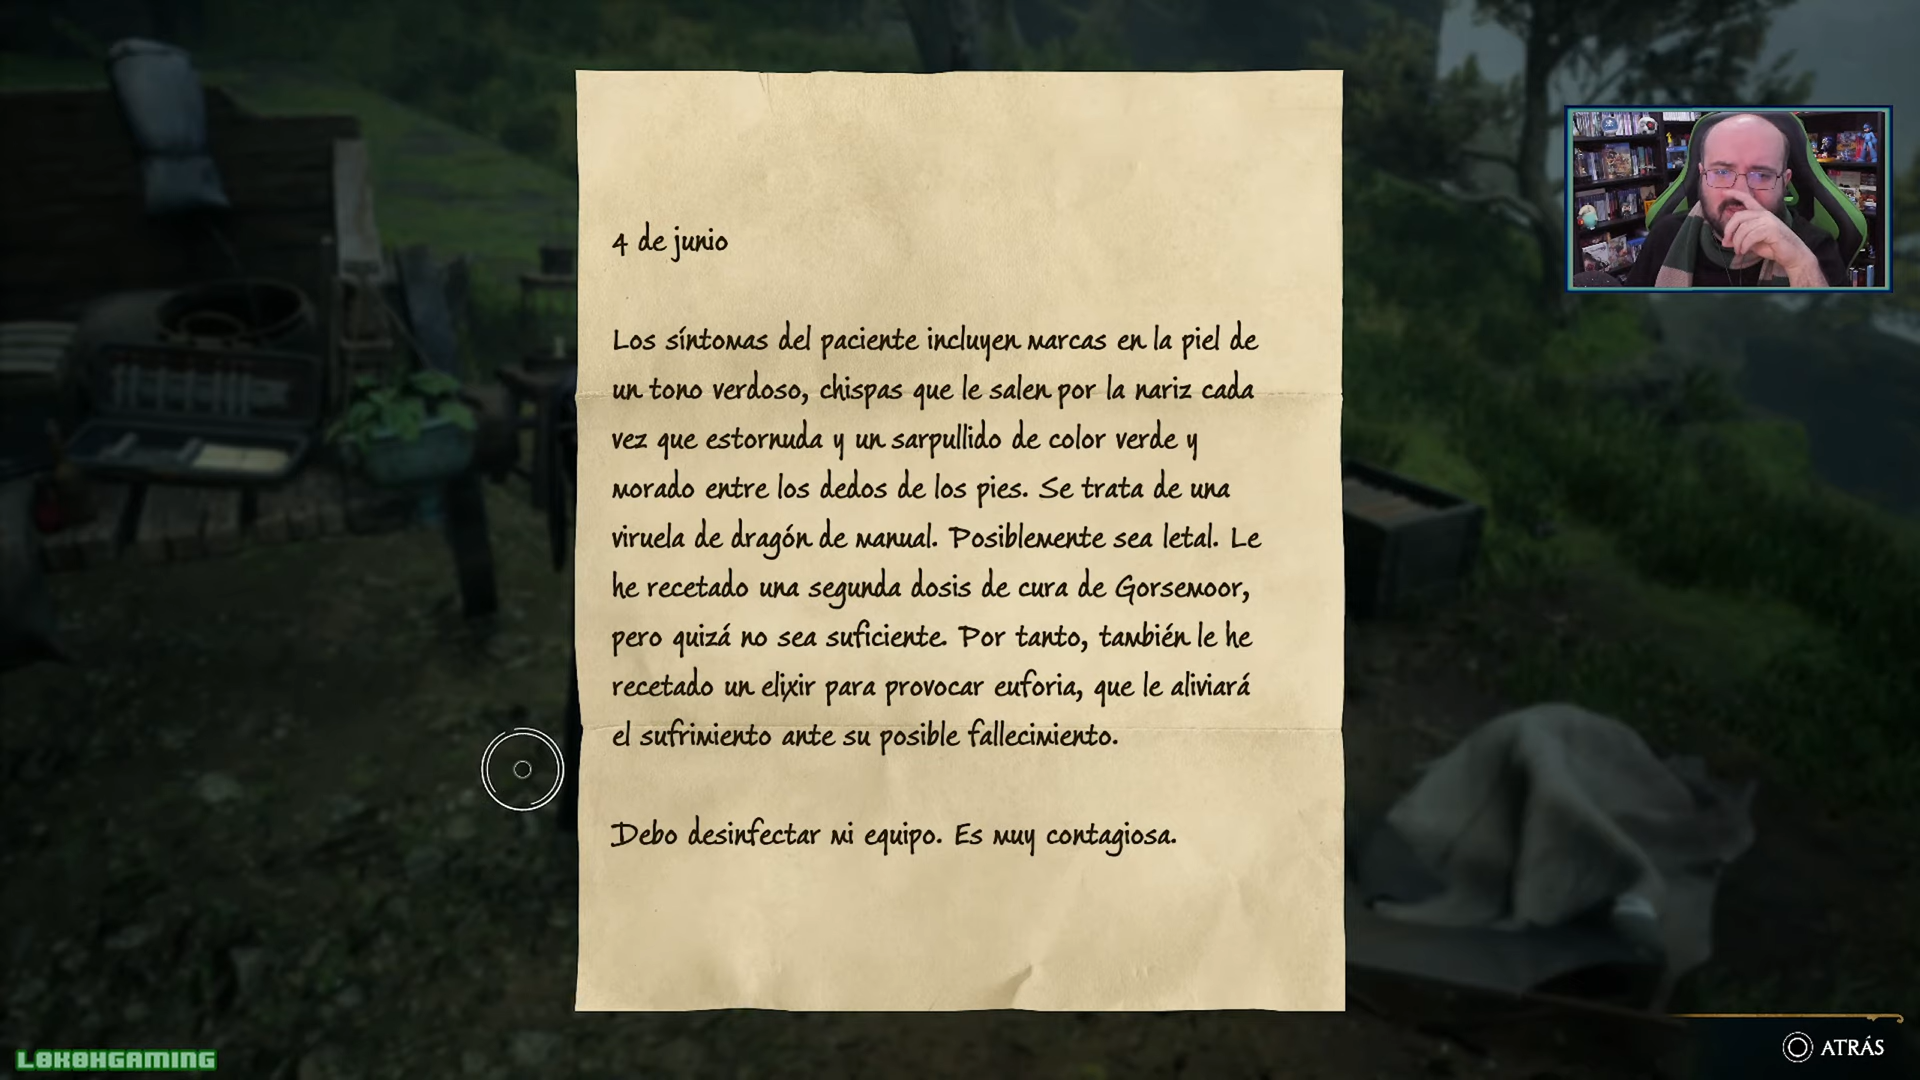 4 de junio
Los síntomas del paciente incluyen marcas en la piel de
un tono verdoso, chispas que le salen por la nariz cada
vez que estornuda y un sarpullido de color verde y
morado entre los dedos de los pies. Se trata de una
viruela de dragón de manual. Posiblemente sea letal. Le
he recetado una segunda dosis de cura de Gorsemoor,
pero quizá no sea suficiente. Por tanto, también le he
recetado un elixir para provocar euforia, que le aliviará
el sufrimiento ante su posible fallecimiento.
Debo desinfectar mi equipo. Es muy contagiosa.
L0K0HGAMING
ATRÁS